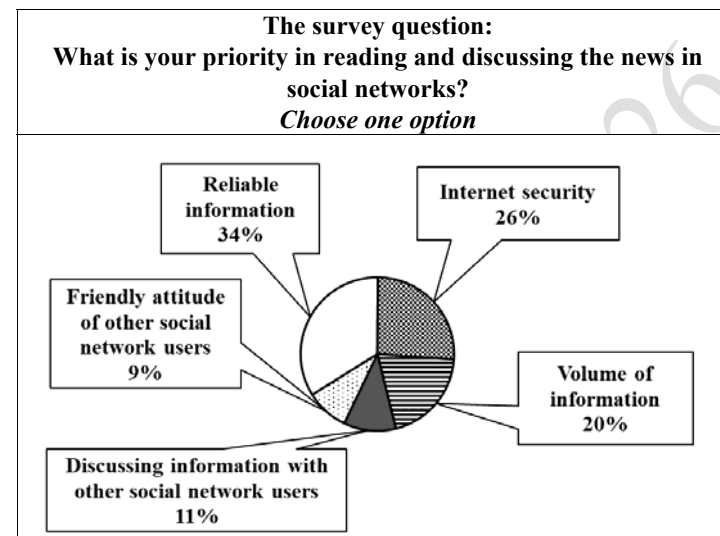 The survey question:
What is your priority in reading and discussing the news in
social networks?
Choose one option
Reliable
information
34%
Internet security
26%
Friendly attitude
of other social
network users
9%
Volume of
information
20%
Discussing information with
other social network users
11%